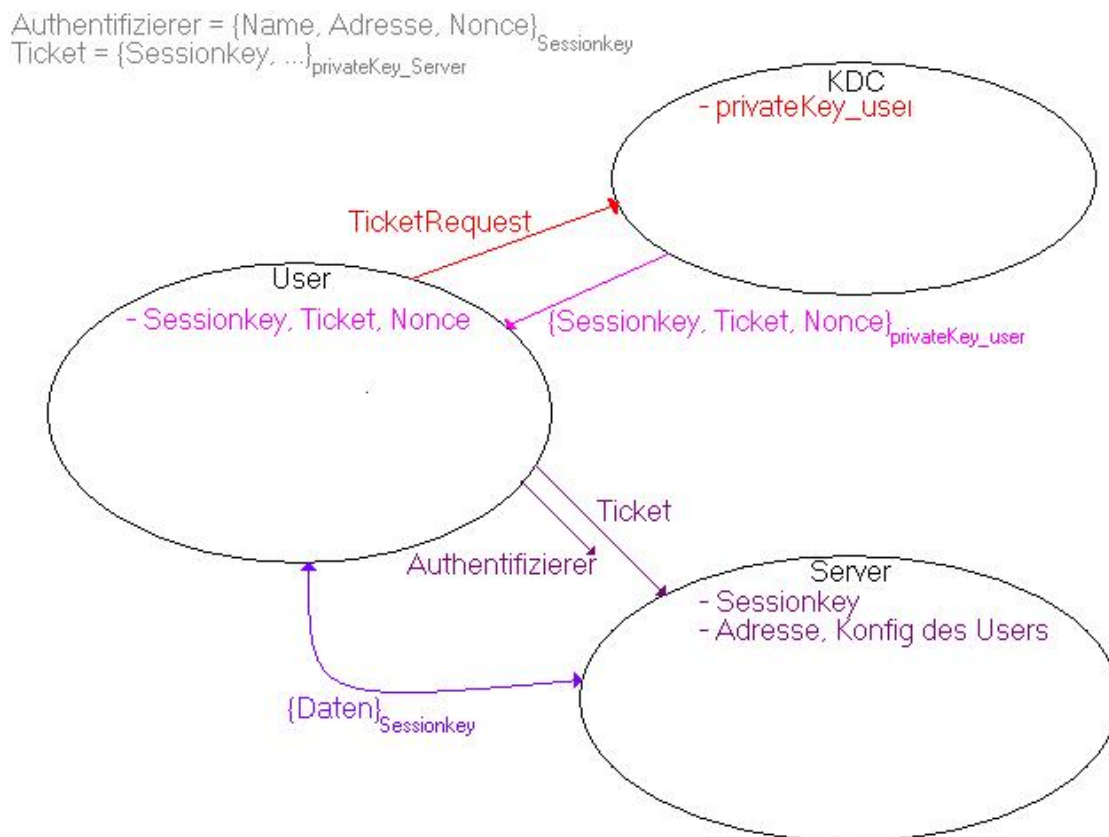 Authentifizierer = {Name, Adresse, Nonce}Sessionkey
Ticket = {Sessionkey, ...}privateKey_Server
KDC
- privateKey_user
TicketRequest
User
- Sessionkey, Ticket, Nonce
{Sessionkey, Ticket, Nonce}privateKey_user
Ticket
Authentifizierer
Server
- Sessionkey
- Adresse, Konfig des Users
{Daten}Sessionkey